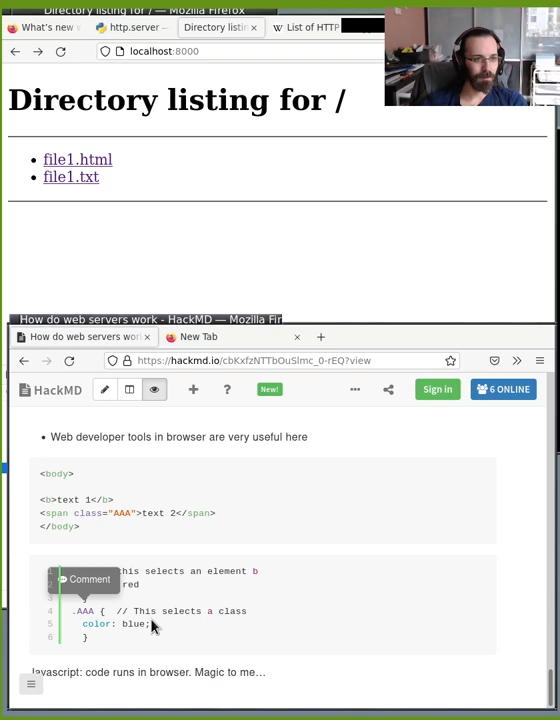 Directory listing for / — Mozilla Firefox
What's new
http.server —
Directory listin
List of HTTP
localhost:8000
Directory listing for /
file1.html
file1.txt
How do web servers work - HackMD — Mozilla Fir
How do web servers wor
New Tab
https://hackmd.io/cbKxfzNTTbOuSlmc_0-rEQ?view
HackMD
New!
Sign in
6 ONLINE
Web developer tools in browser are very useful here
<body>
<b>text 1</b>
<span class="AAA">text 2</span>
</body>
this selects an element b
Comment
red
3 }
4 .AAA { // This selects a class
5 color: blue;
6 }
Javascript: code runs in browser. Magic to me…